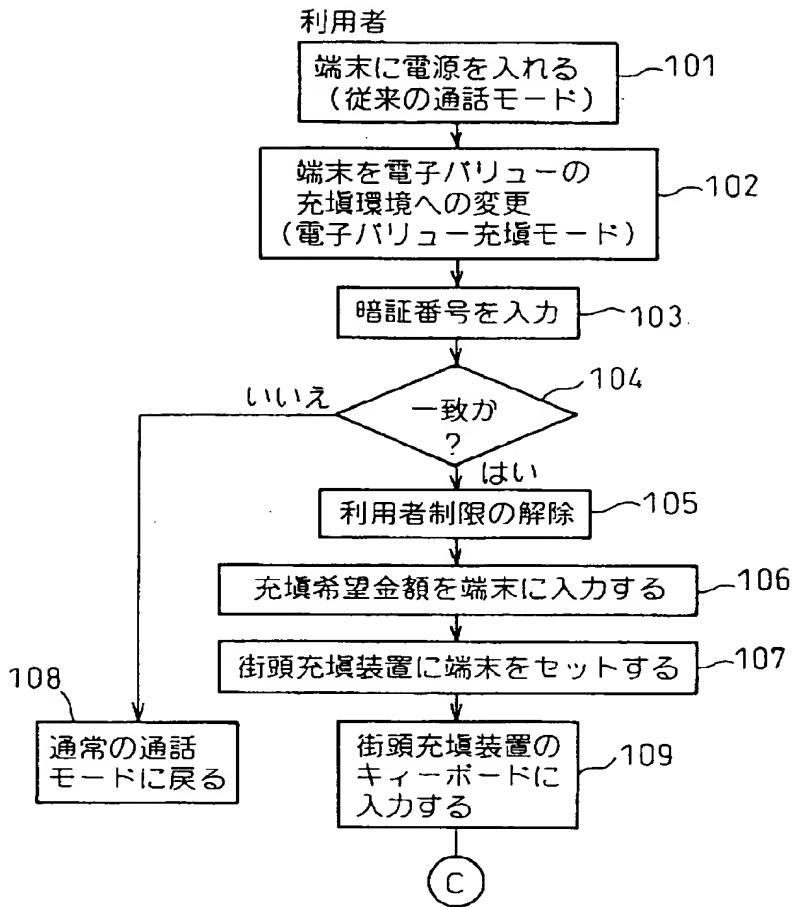 利用者
端末に電源を入れる
（従来の通話モード）
101
端末を電子バリューの
充塡環境への変更
（電子バリュー充塡モード）
102
暗証番号を入力
103
一致か
?
104
いいえ
はい
利用者制限の解除
105
充塡希望金額を端末に入力する
106
街頭充塡装置に端末をセットする
107
108
通常の通話
モードに戻る
街頭充塡装置の
キィーボードに
入力する
109
C